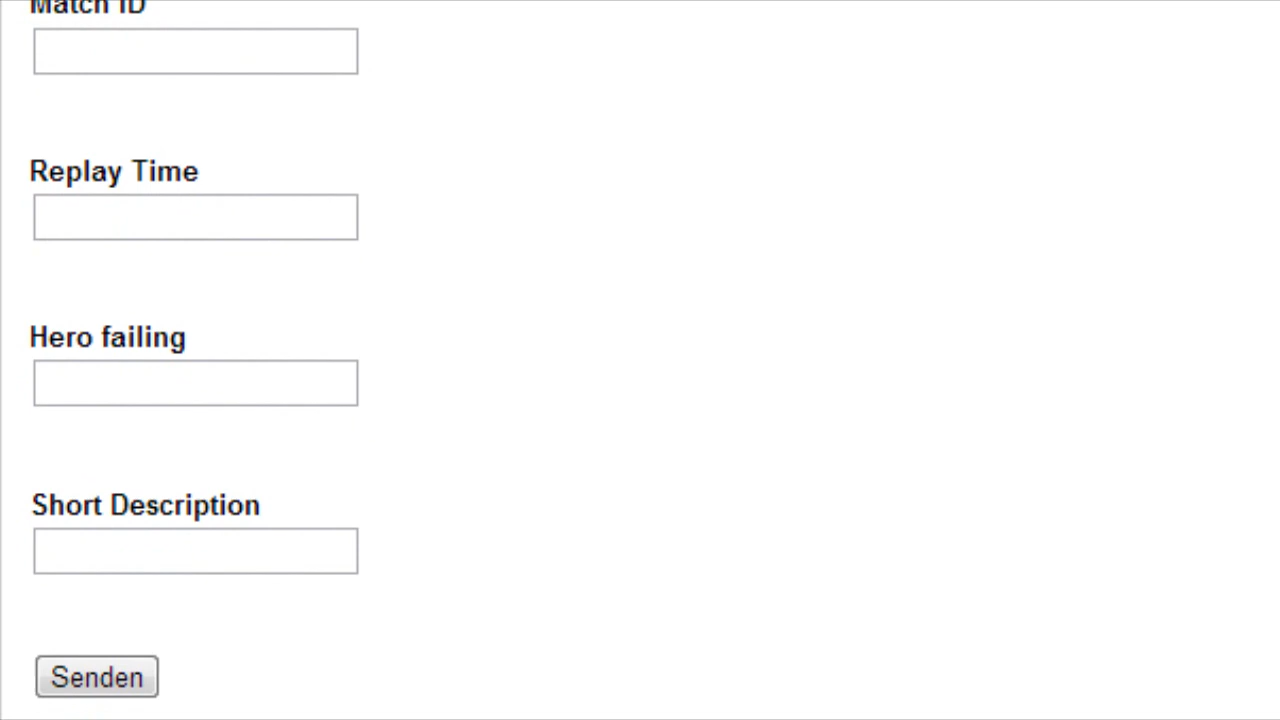 Match ID
Replay Time
Hero failing
Short Description
Senden